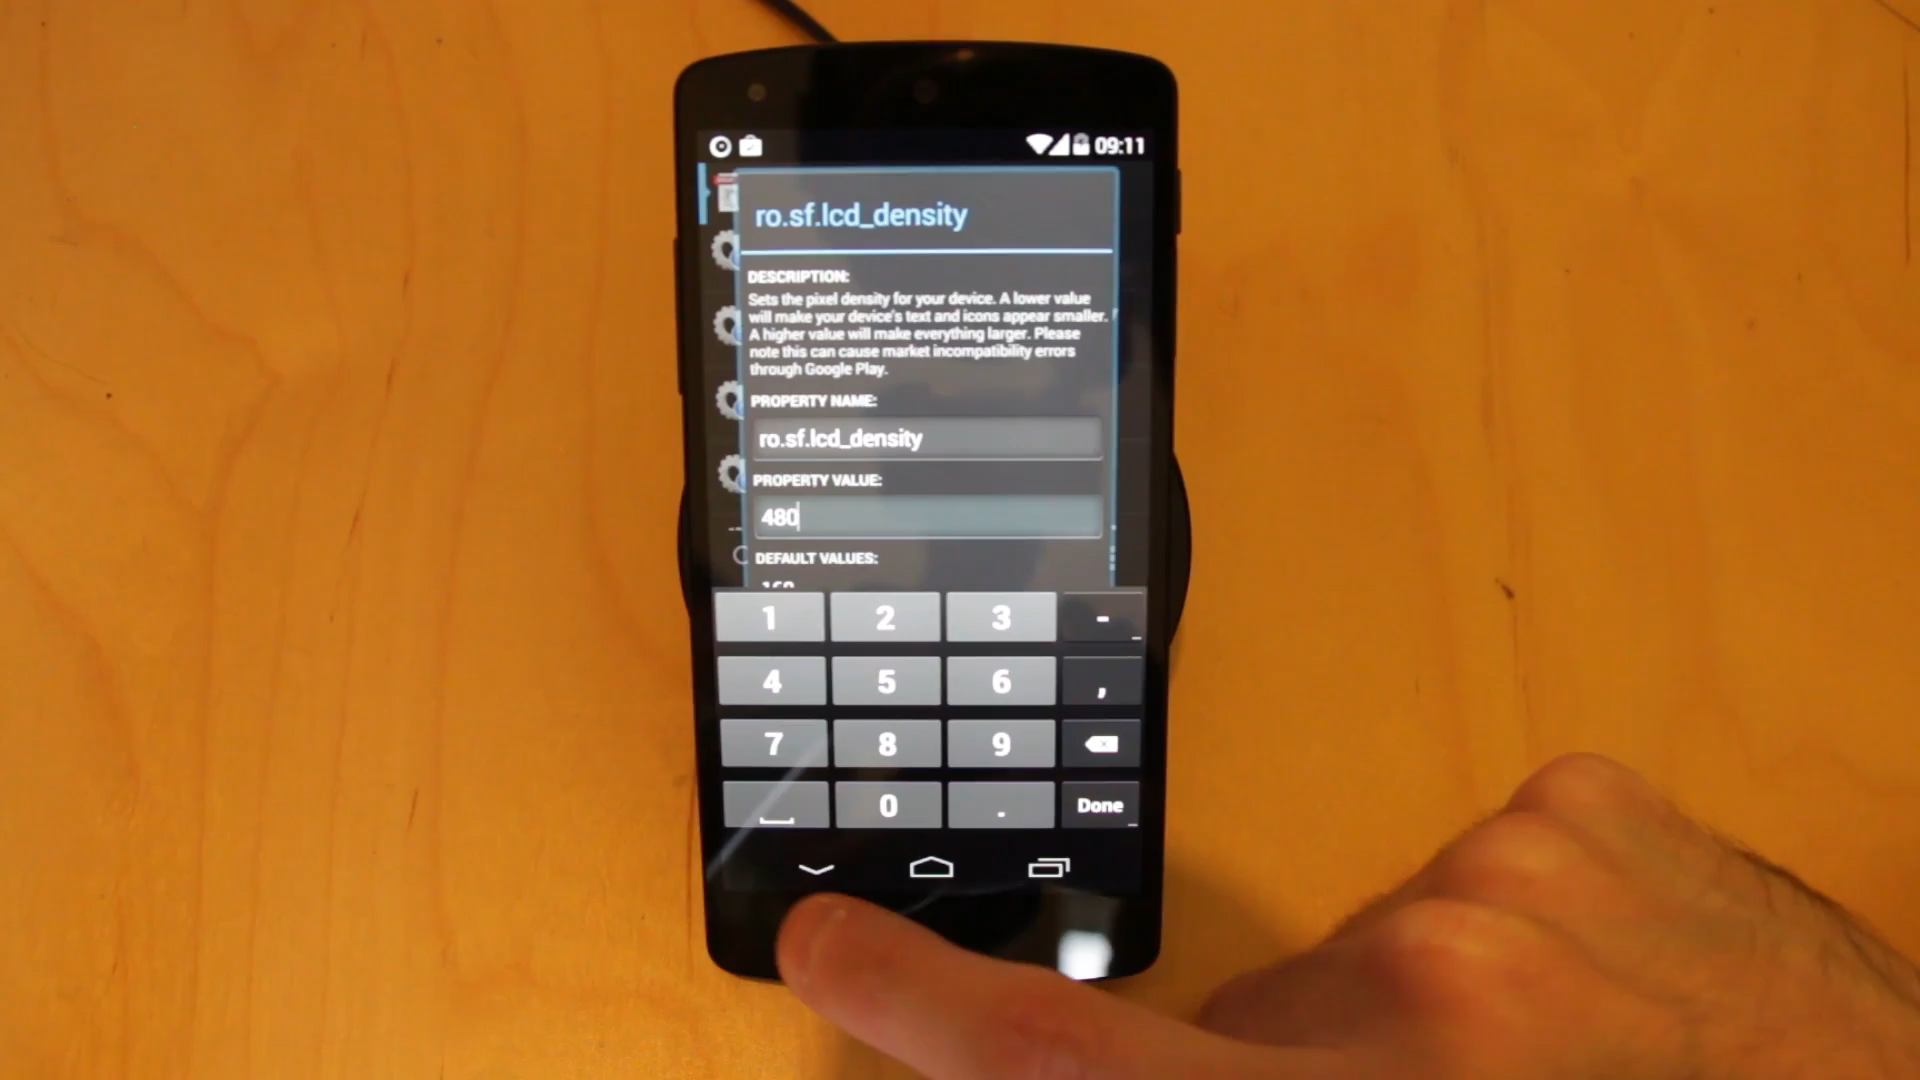 09:11
ro.sf.lcd_density
DESCRIPTION:
Sets the pixel density for your device. A lower value
will make your device's text and icons appear smaller.
A higher value will make everything larger. Please
note this can cause market incompatibility errors
through Google Play.
PROPERTY NAME:
ro.sf.lcd_density
PROPERTY VALUE:
480
DEFAULT VALUES:
160
1 2 3 -
4 5 6 ,
7 8 9
0 . Done